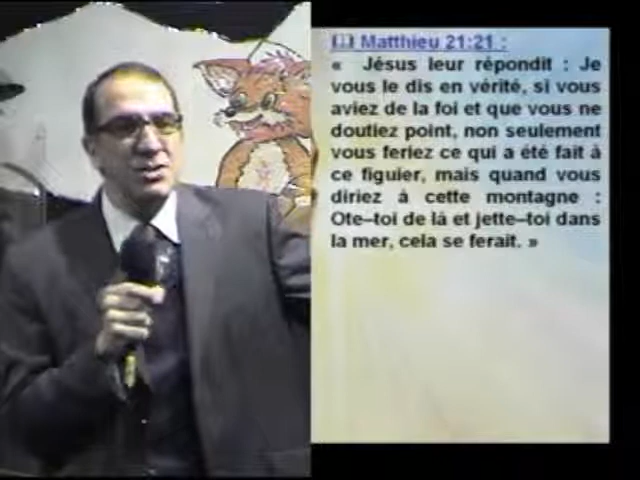 Matthieu 21:21 :
« Jésus leur répondit : Je
vous le dis en vérité, si vous
aviez de la foi et que vous ne
doutiez point, non seulement
vous feriez ce qui a été fait à
ce figuier, mais quand vous
diriez à cette montagne :
Ote–toi de là et jette–toi dans
la mer, cela se ferait. »